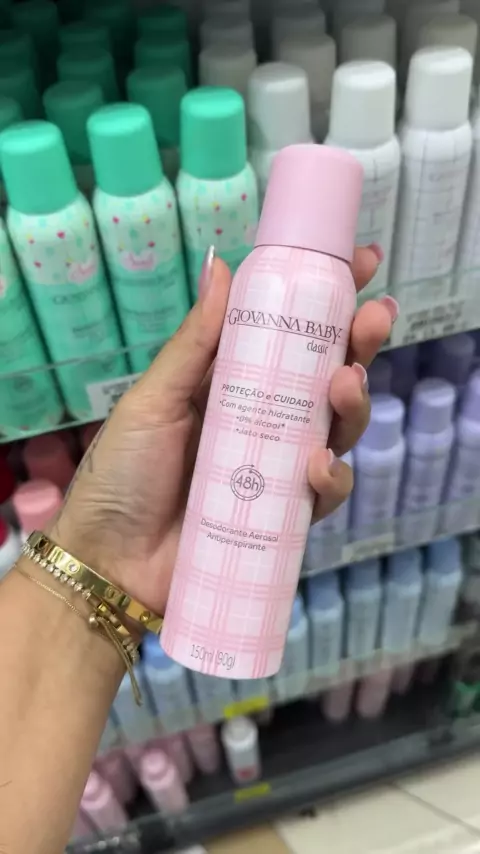 GIOVANNA BABY
classic
PROTEÇÃO e CUIDADO
•Com agente hidratante
•0% álcool*
*Jato seco
48h
Desodorante Aerosol
Antiperspirante
150ml (90g)